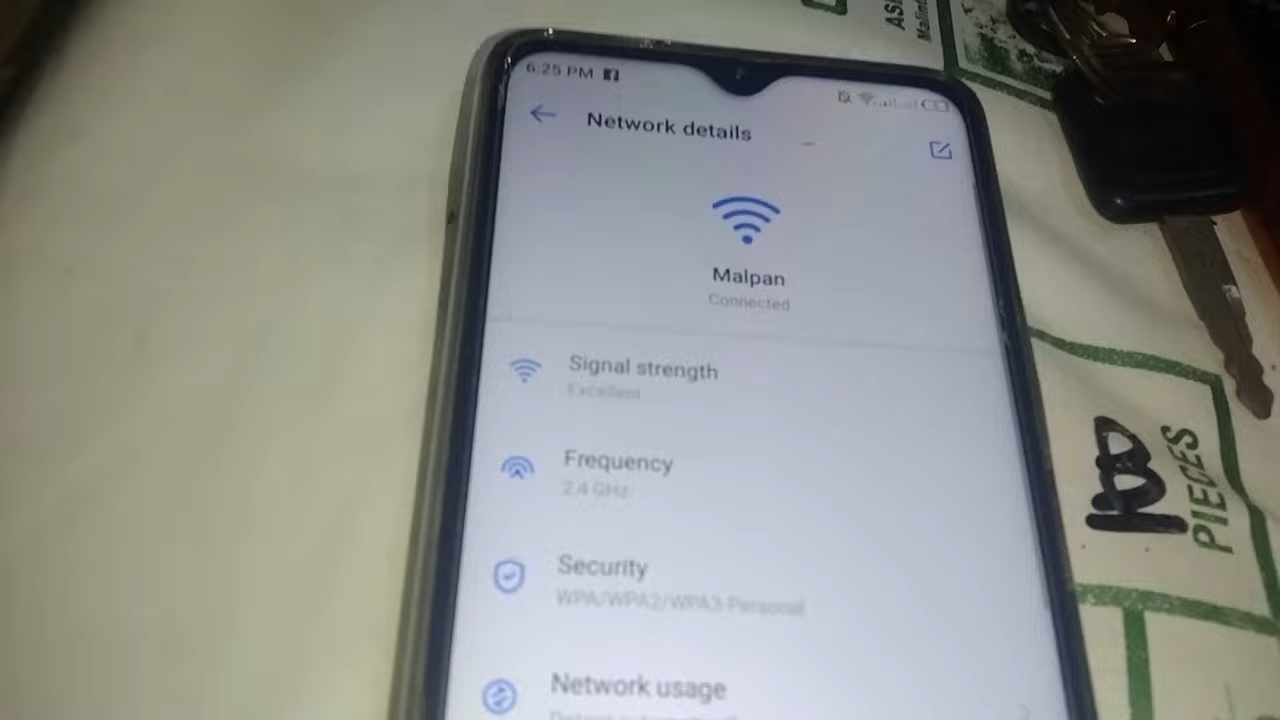 6:25 PM
Network details
Malpan
Connected
Signal strength
Excellent
Frequency
2.4 GHz
Security
WPA/WPA2/WPA3-Personal
Network usage
100
PIECES